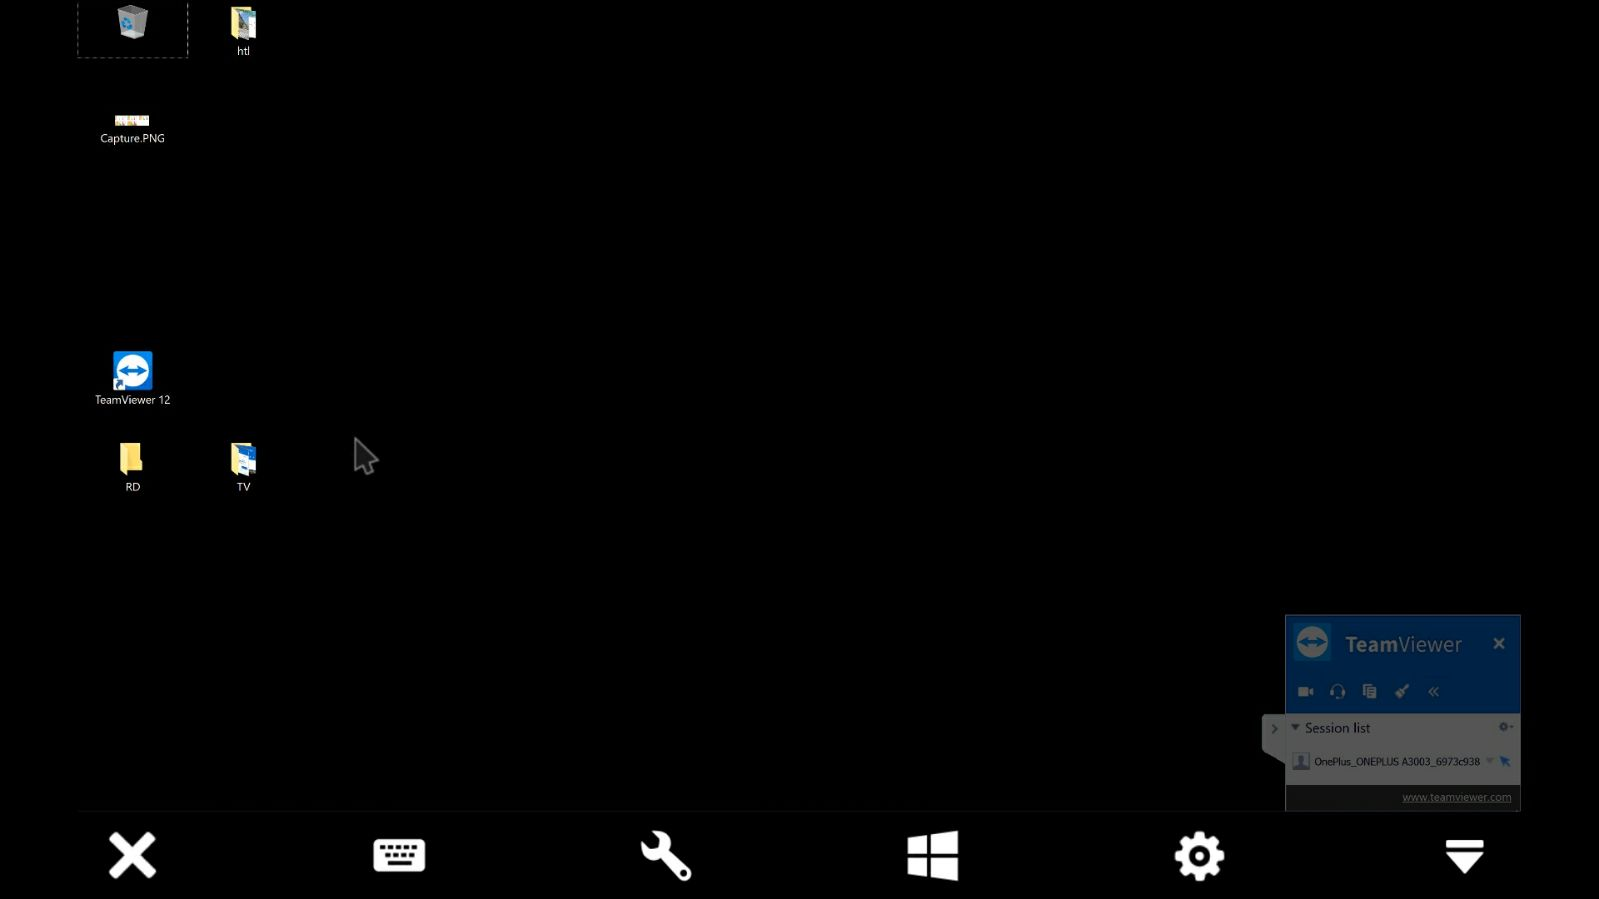 htl
Capture.PNG
TeamViewer 12
RD
TV
TeamViewer
Session list
OnePlus_ONEPLUS A3003_6973c938
www.teamviewer.com